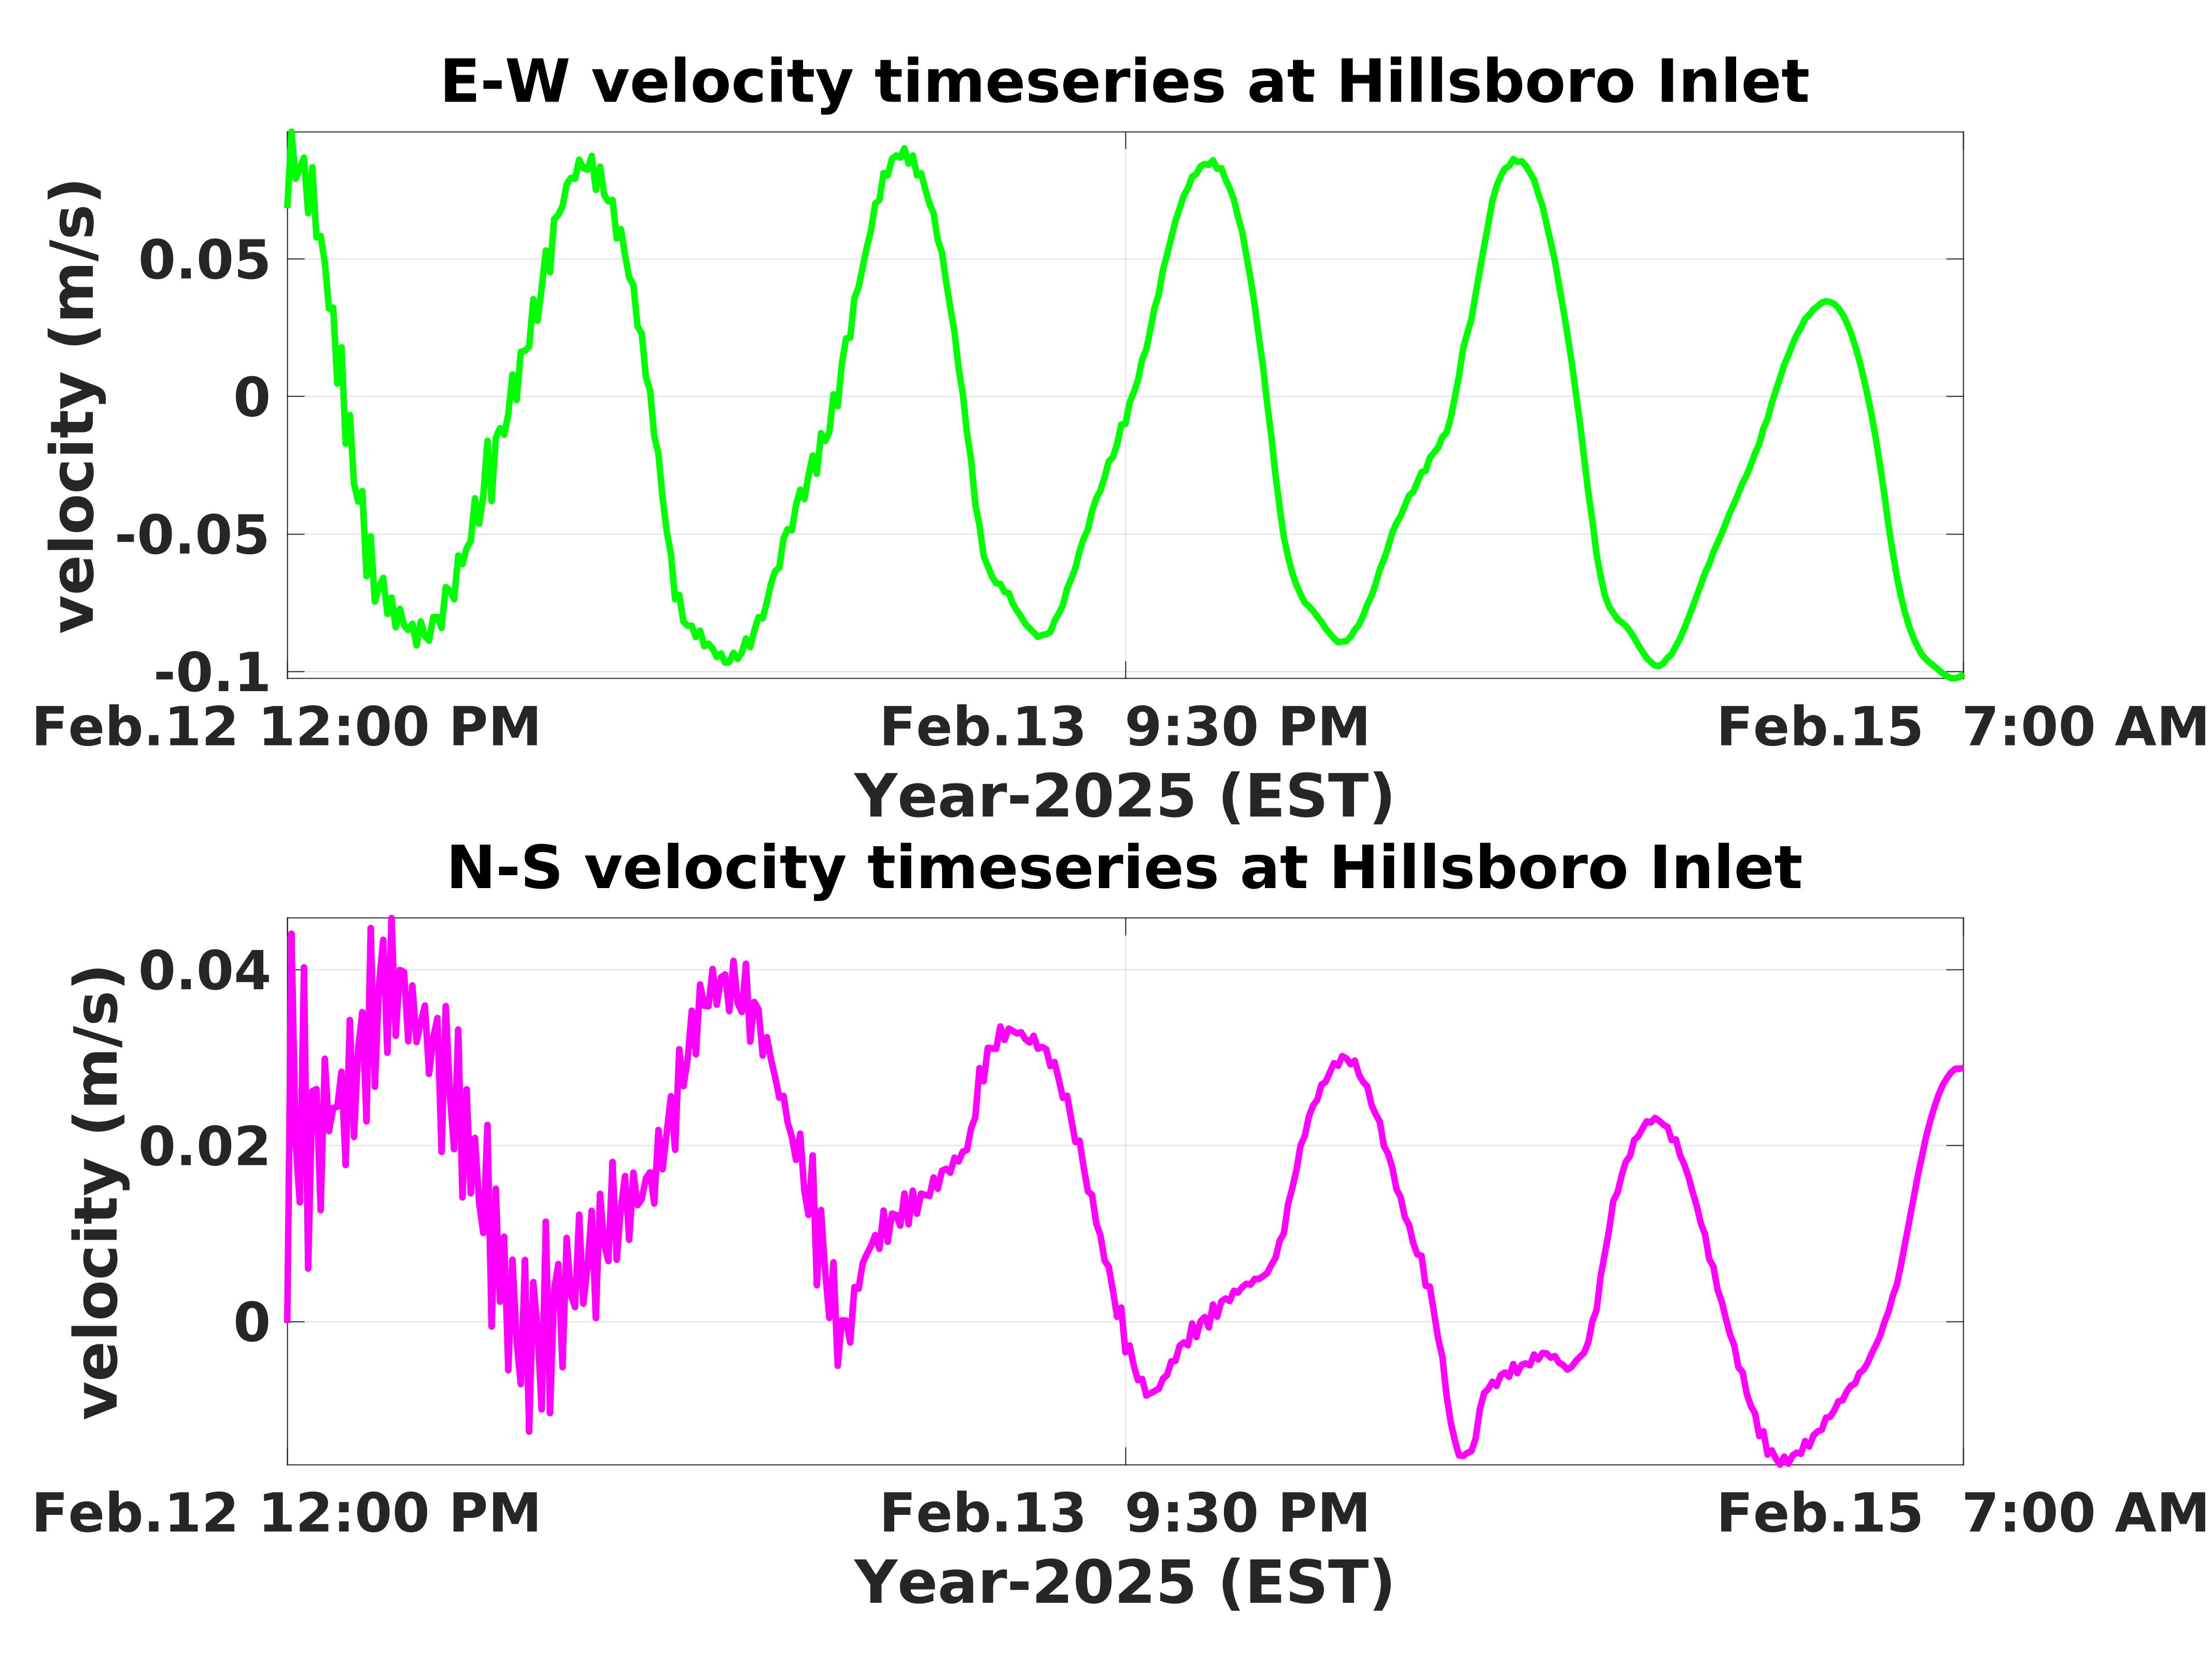 E-W velocity timeseries at Hillsboro Inlet
velocity (m/s)
0.05
0
-0.05
-0.1
Feb.12 12:00 PM Feb.13 9:30 PM Feb.15 7:00 AM
Year-2025 (EST)
N-S velocity timeseries at Hillsboro Inlet
velocity (m/s)
0.04
0.02
0
Feb.12 12:00 PM Feb.13 9:30 PM Feb.15 7:00 AM
Year-2025 (EST)